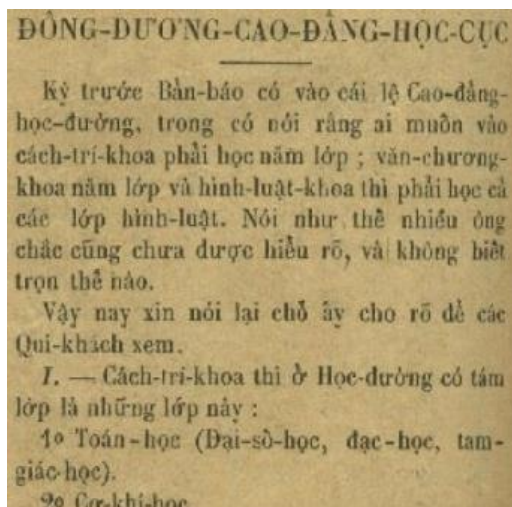 ĐÔNG-DƯƠNG-CAO-ĐẲNG-HỌC-CỤC
Kỳ trước Bản-báo có vào cái lệ Cao-đẳng-
học-đường, trong có nói rằng ai muốn vào
cách-trí-khoa phải học năm lớp ; văn-chương-
khoa năm lớp và hình-luật-khoa thì phải học cả
các lớp hình-luật. Nói như thế nhiều ông
chắc cũng chưa được hiểu rõ, và không biết
trọn thể nào.
Vậy nay xin nói lại chỗ ấy cho rõ để các
Quí-khách xem.
I. — Cách-trí-khoa thì ở Học-đường có tám
lớp là những lớp này :
1º Toán-học (Đại-số-học, đạc-học, tam-
giác-học).
2º Cơ-khí-học